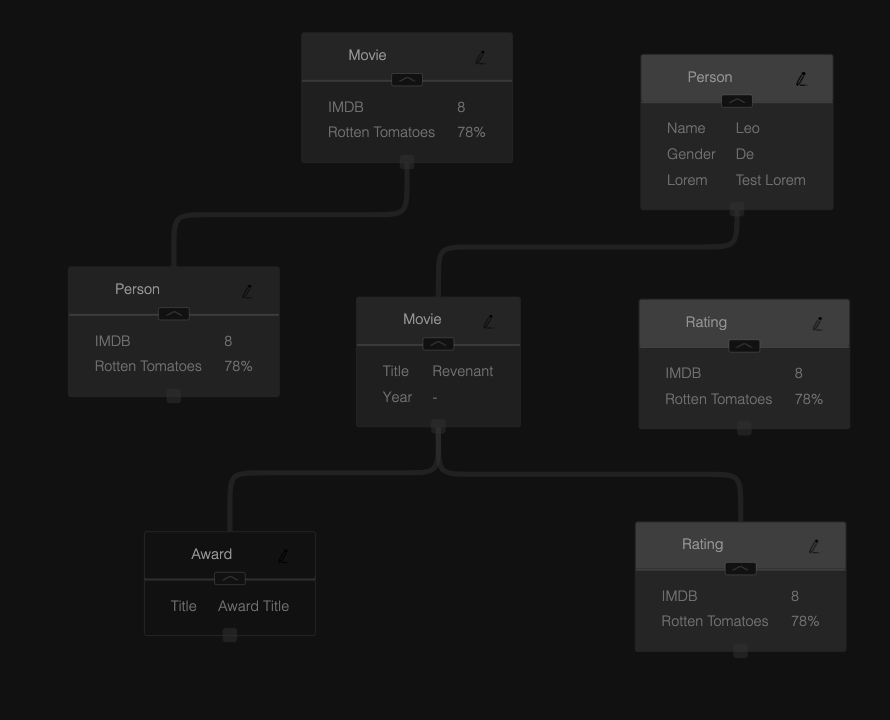 Movie
IMDB 8
Rotten Tomatoes 78%
Person
Name Leo
Gender De
Lorem Test Lorem
Person
IMDB 8
Rotten Tomatoes 78%
Movie
Title Revenant
Year -
Rating
IMDB 8
Rotten Tomatoes 78%
Award
Title Award Title
Rating
IMDB 8
Rotten Tomatoes 78%